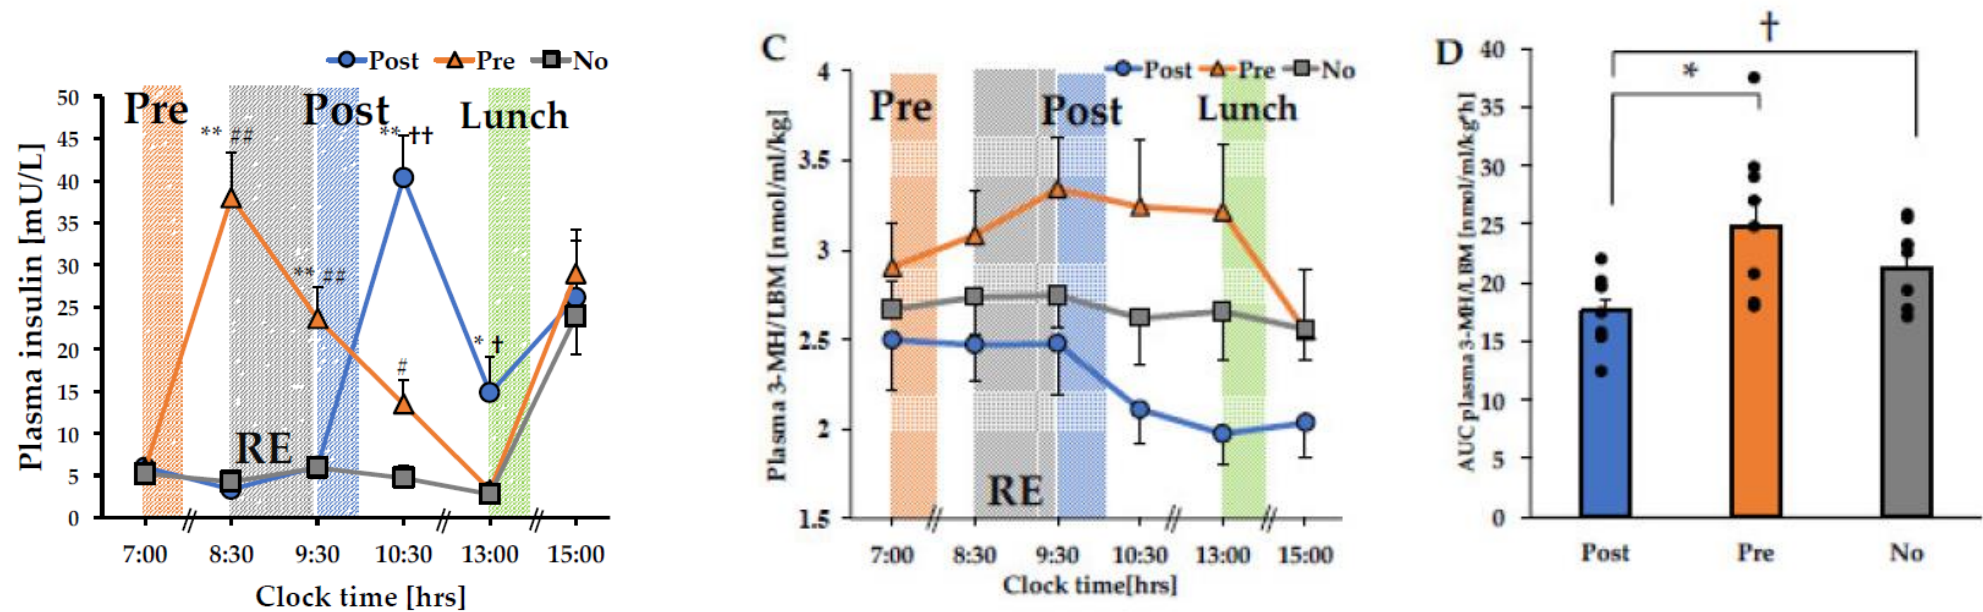 Post Pre No
Pre Post Lunch
** ##
** ††
** ##
* †
#
RE
50
45
40
35
30
25
20
15
10
5
0
Plasma insulin [mU/L]
7:00 8:30 9:30 10:30 13:00 15:00
Clock time [hrs]
C
Post Pre No
Pre Post Lunch
RE
4
3.5
3
2.5
2
1.5
Plasma 3-MH/LBM [nmol/ml/kg]
7:00 8:30 9:30 10:30 13:00 15:00
Clock time[hrs]
D
†
*
40
35
30
25
20
15
10
5
0
AUC plasma 3-MH/LBM [nmol/ml/kg*h]
Post Pre No